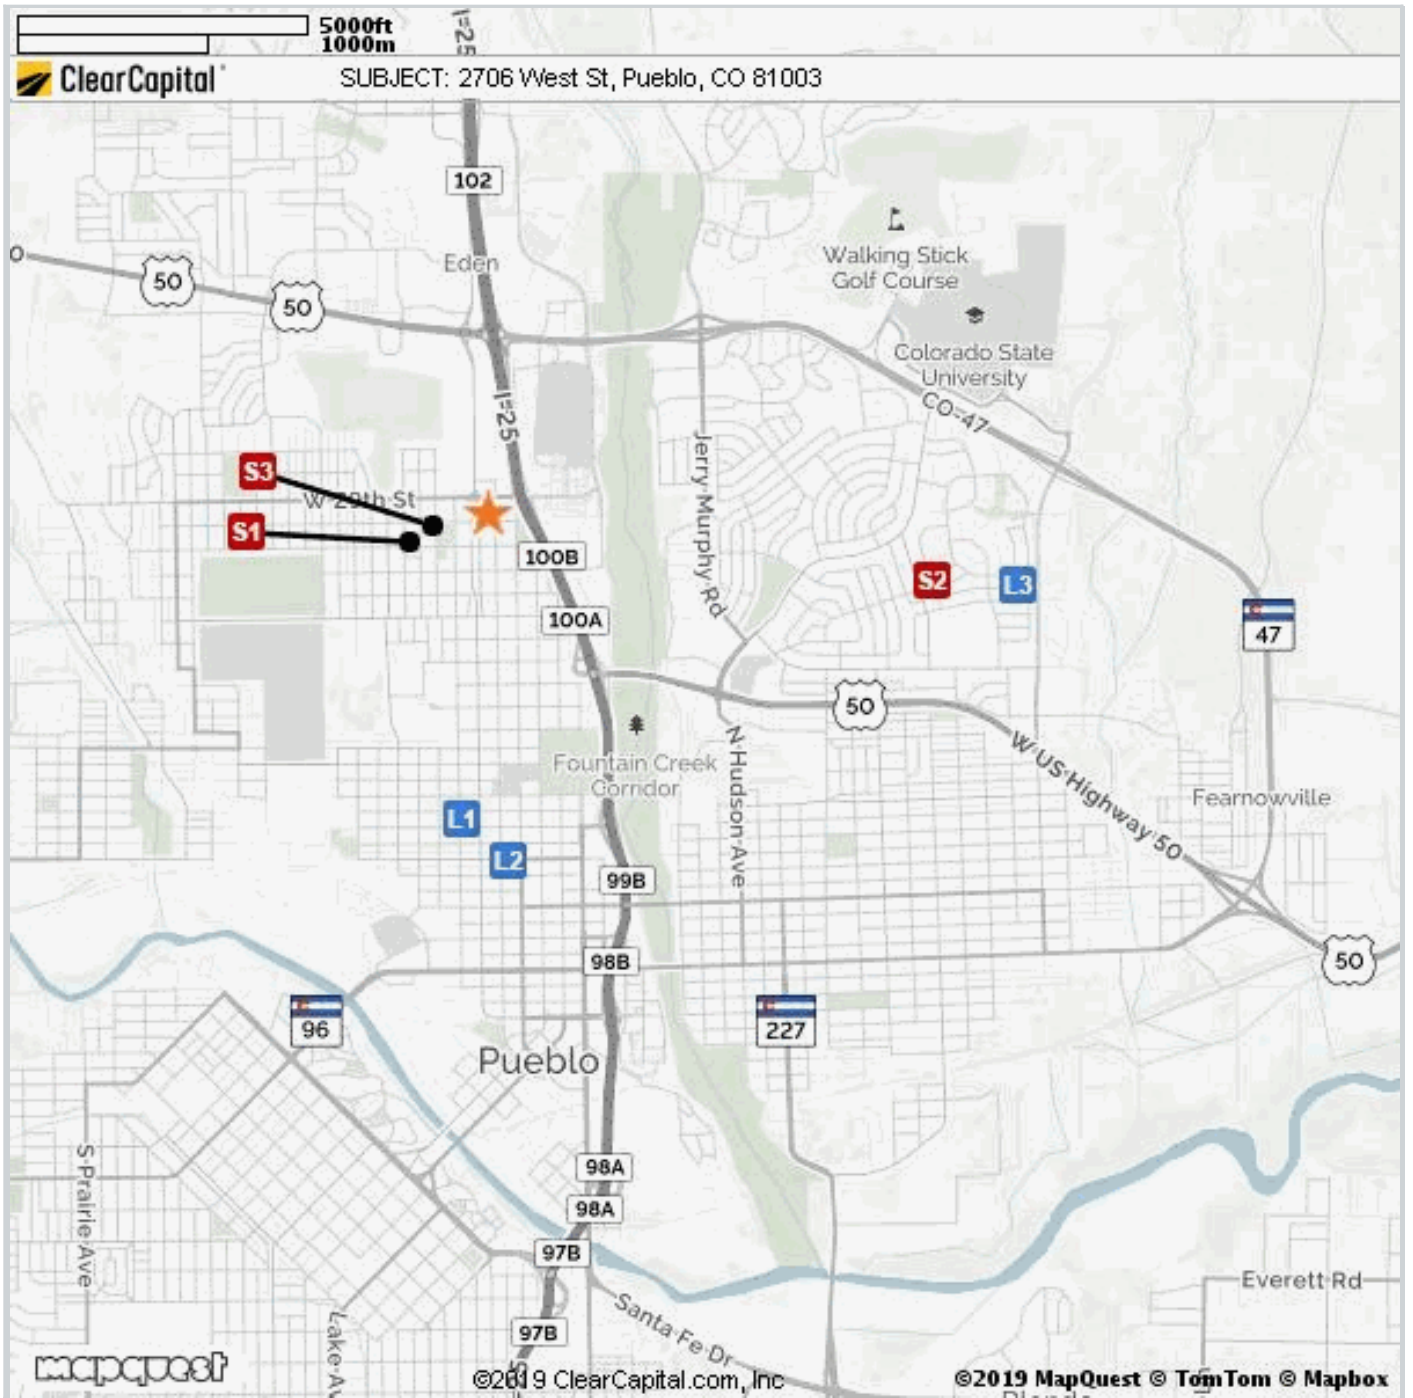 5000ft
1000m
I-25
ClearCapital
SUBJECT: 2706 West St, Pueblo, CO 81003
102
Walking Stick
Golf Course
Eden
50
50
Colorado State
University
CO-47
I-25
Jerry Murphy Rd
S3
W 29th St
S1
100B
S2
L3
100A
47
50
N Hudson Ave
W US Highway 50
Fountain Creek
Corridor
Fearnowville
L1
L2
99B
98B
50
96
227
Pueblo
98A
S Prairie Ave
98A
97B
Everett Rd
Santa Fe Dr
97B
Lake Av
mapquest
©2019 ClearCapital.com, Inc
©2019 MapQuest © TomTom © Mapbox